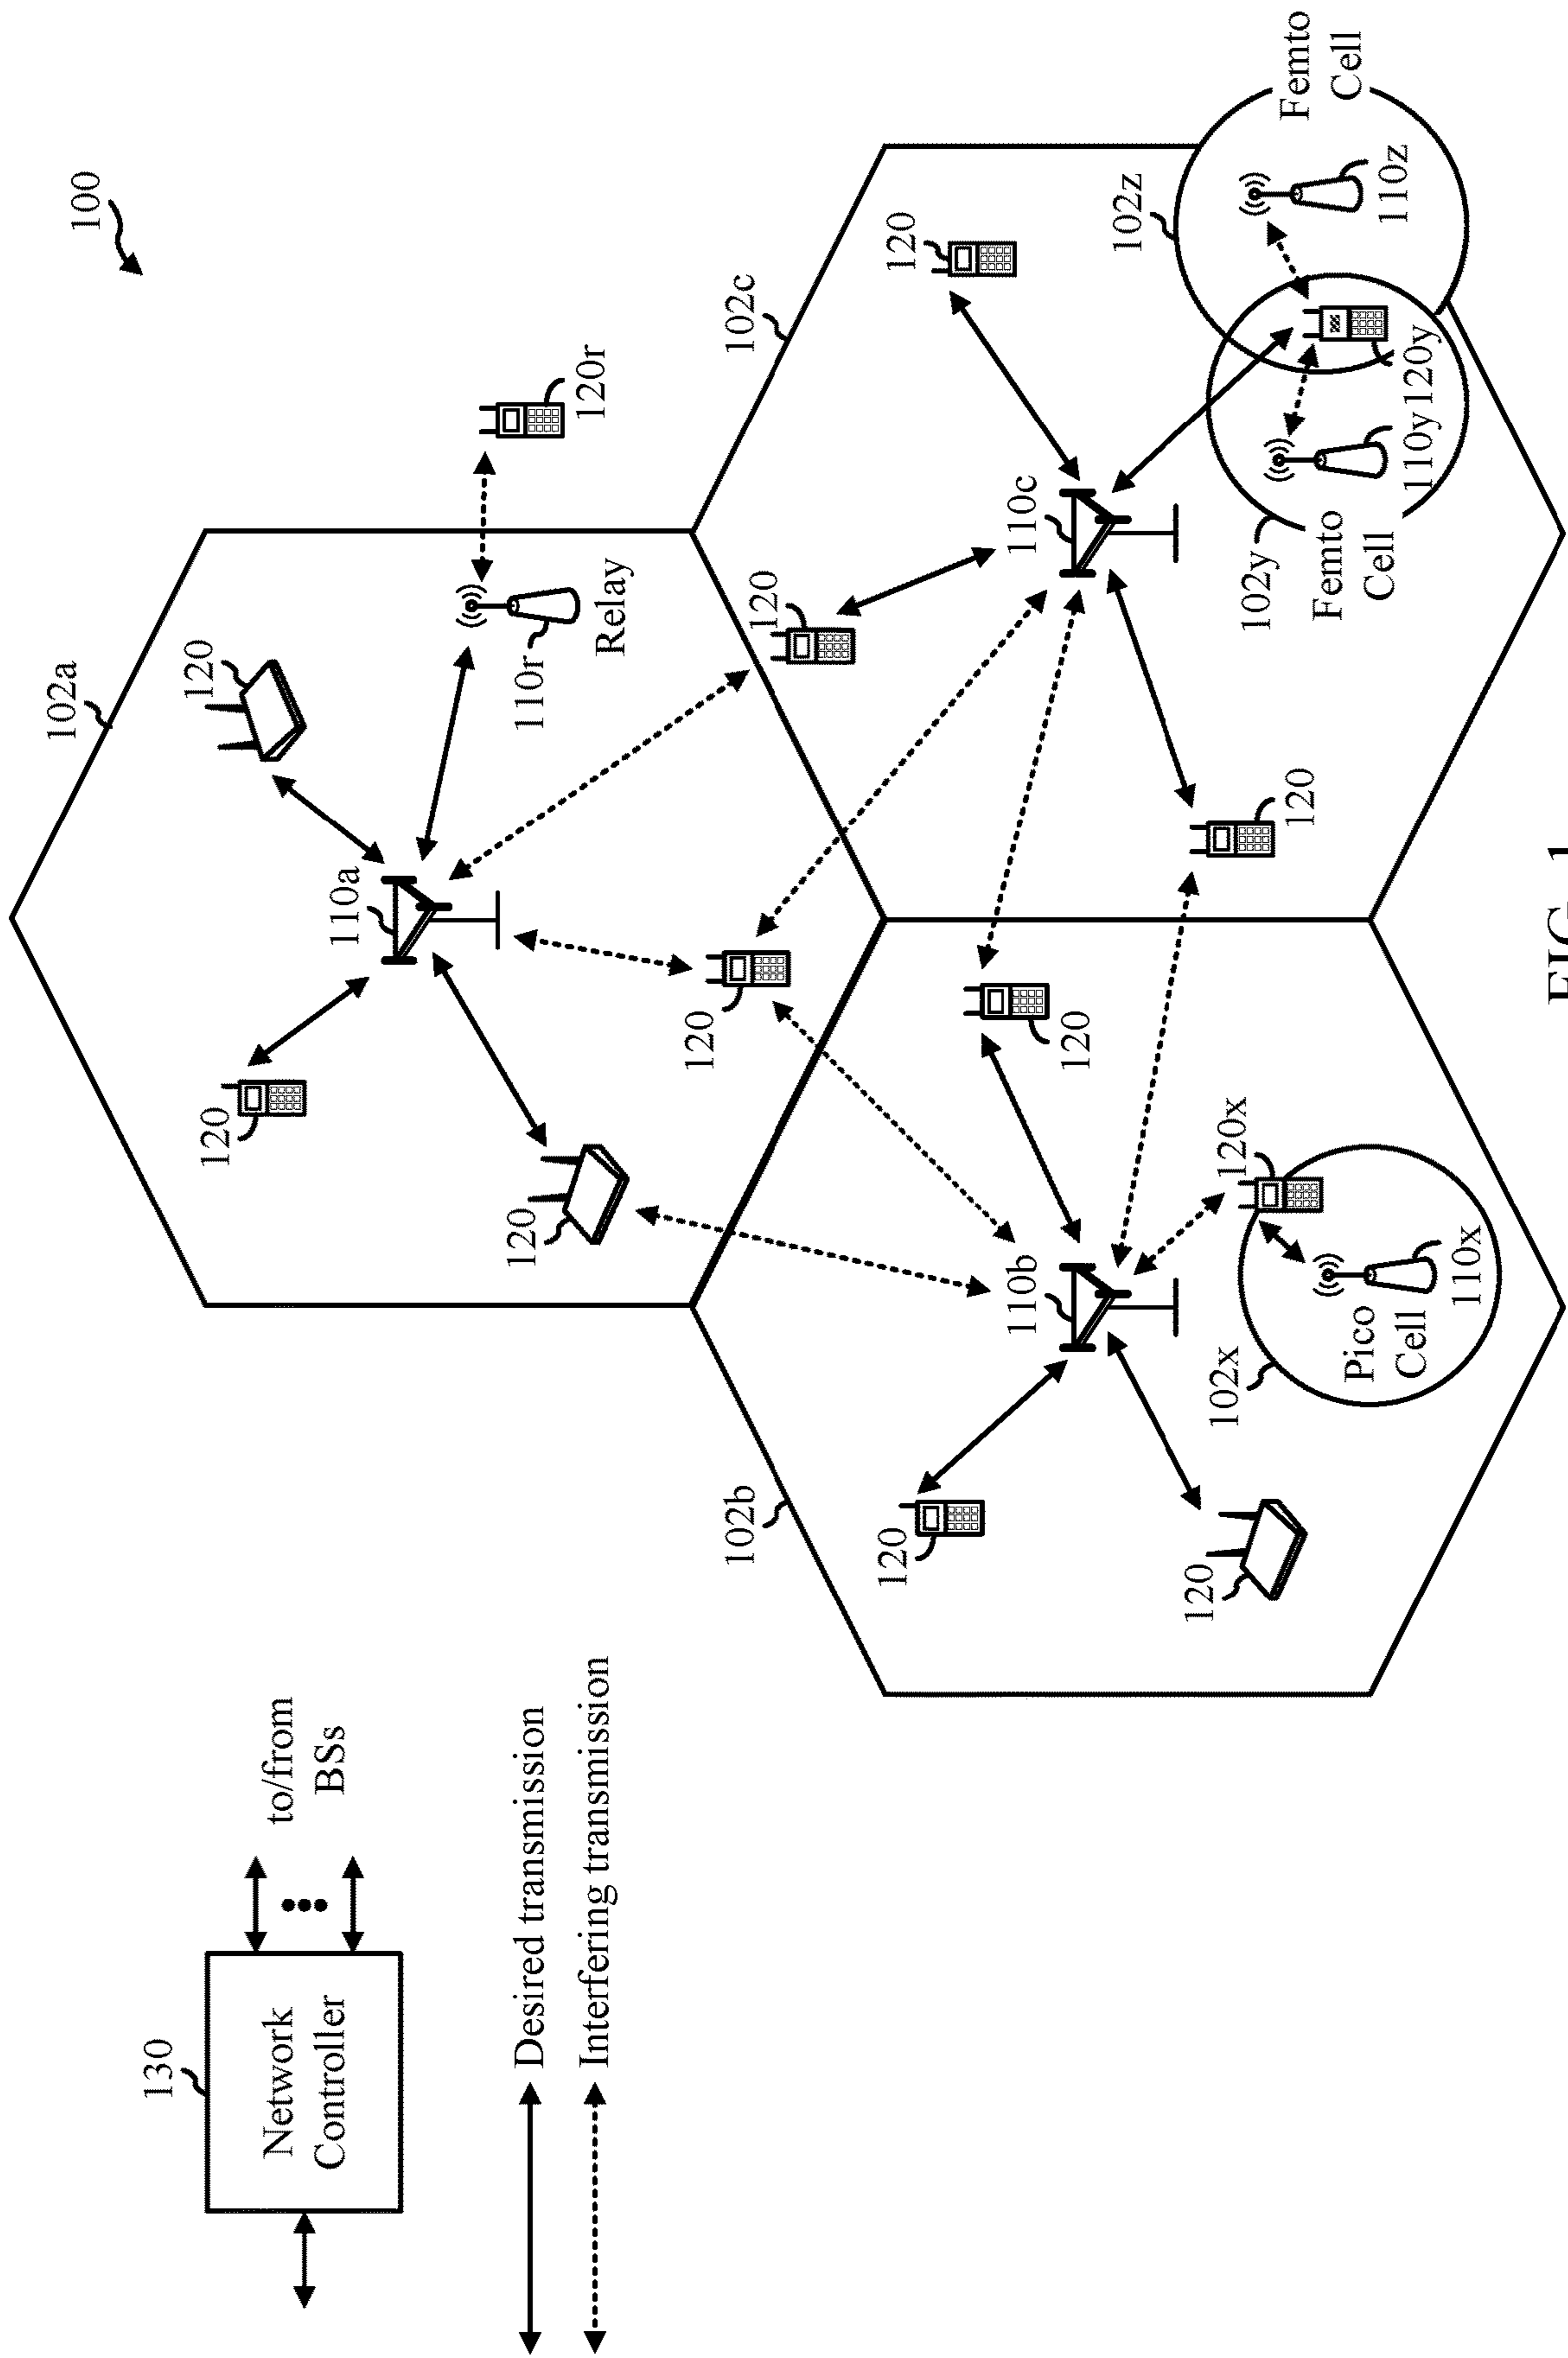 102a
100
130
120
120
Network
Controller
to/from
BSs
110a
Desired transmission
Interfering transmission
120
110r
Relay
120r
120
102b
102c
120
120
120
110b
110c
120
102z
120
102x
120x
Pico
Cell
110x
120
102y
Femto
Cell
110y
120y
Femto
Cell
110z
FIG. 1